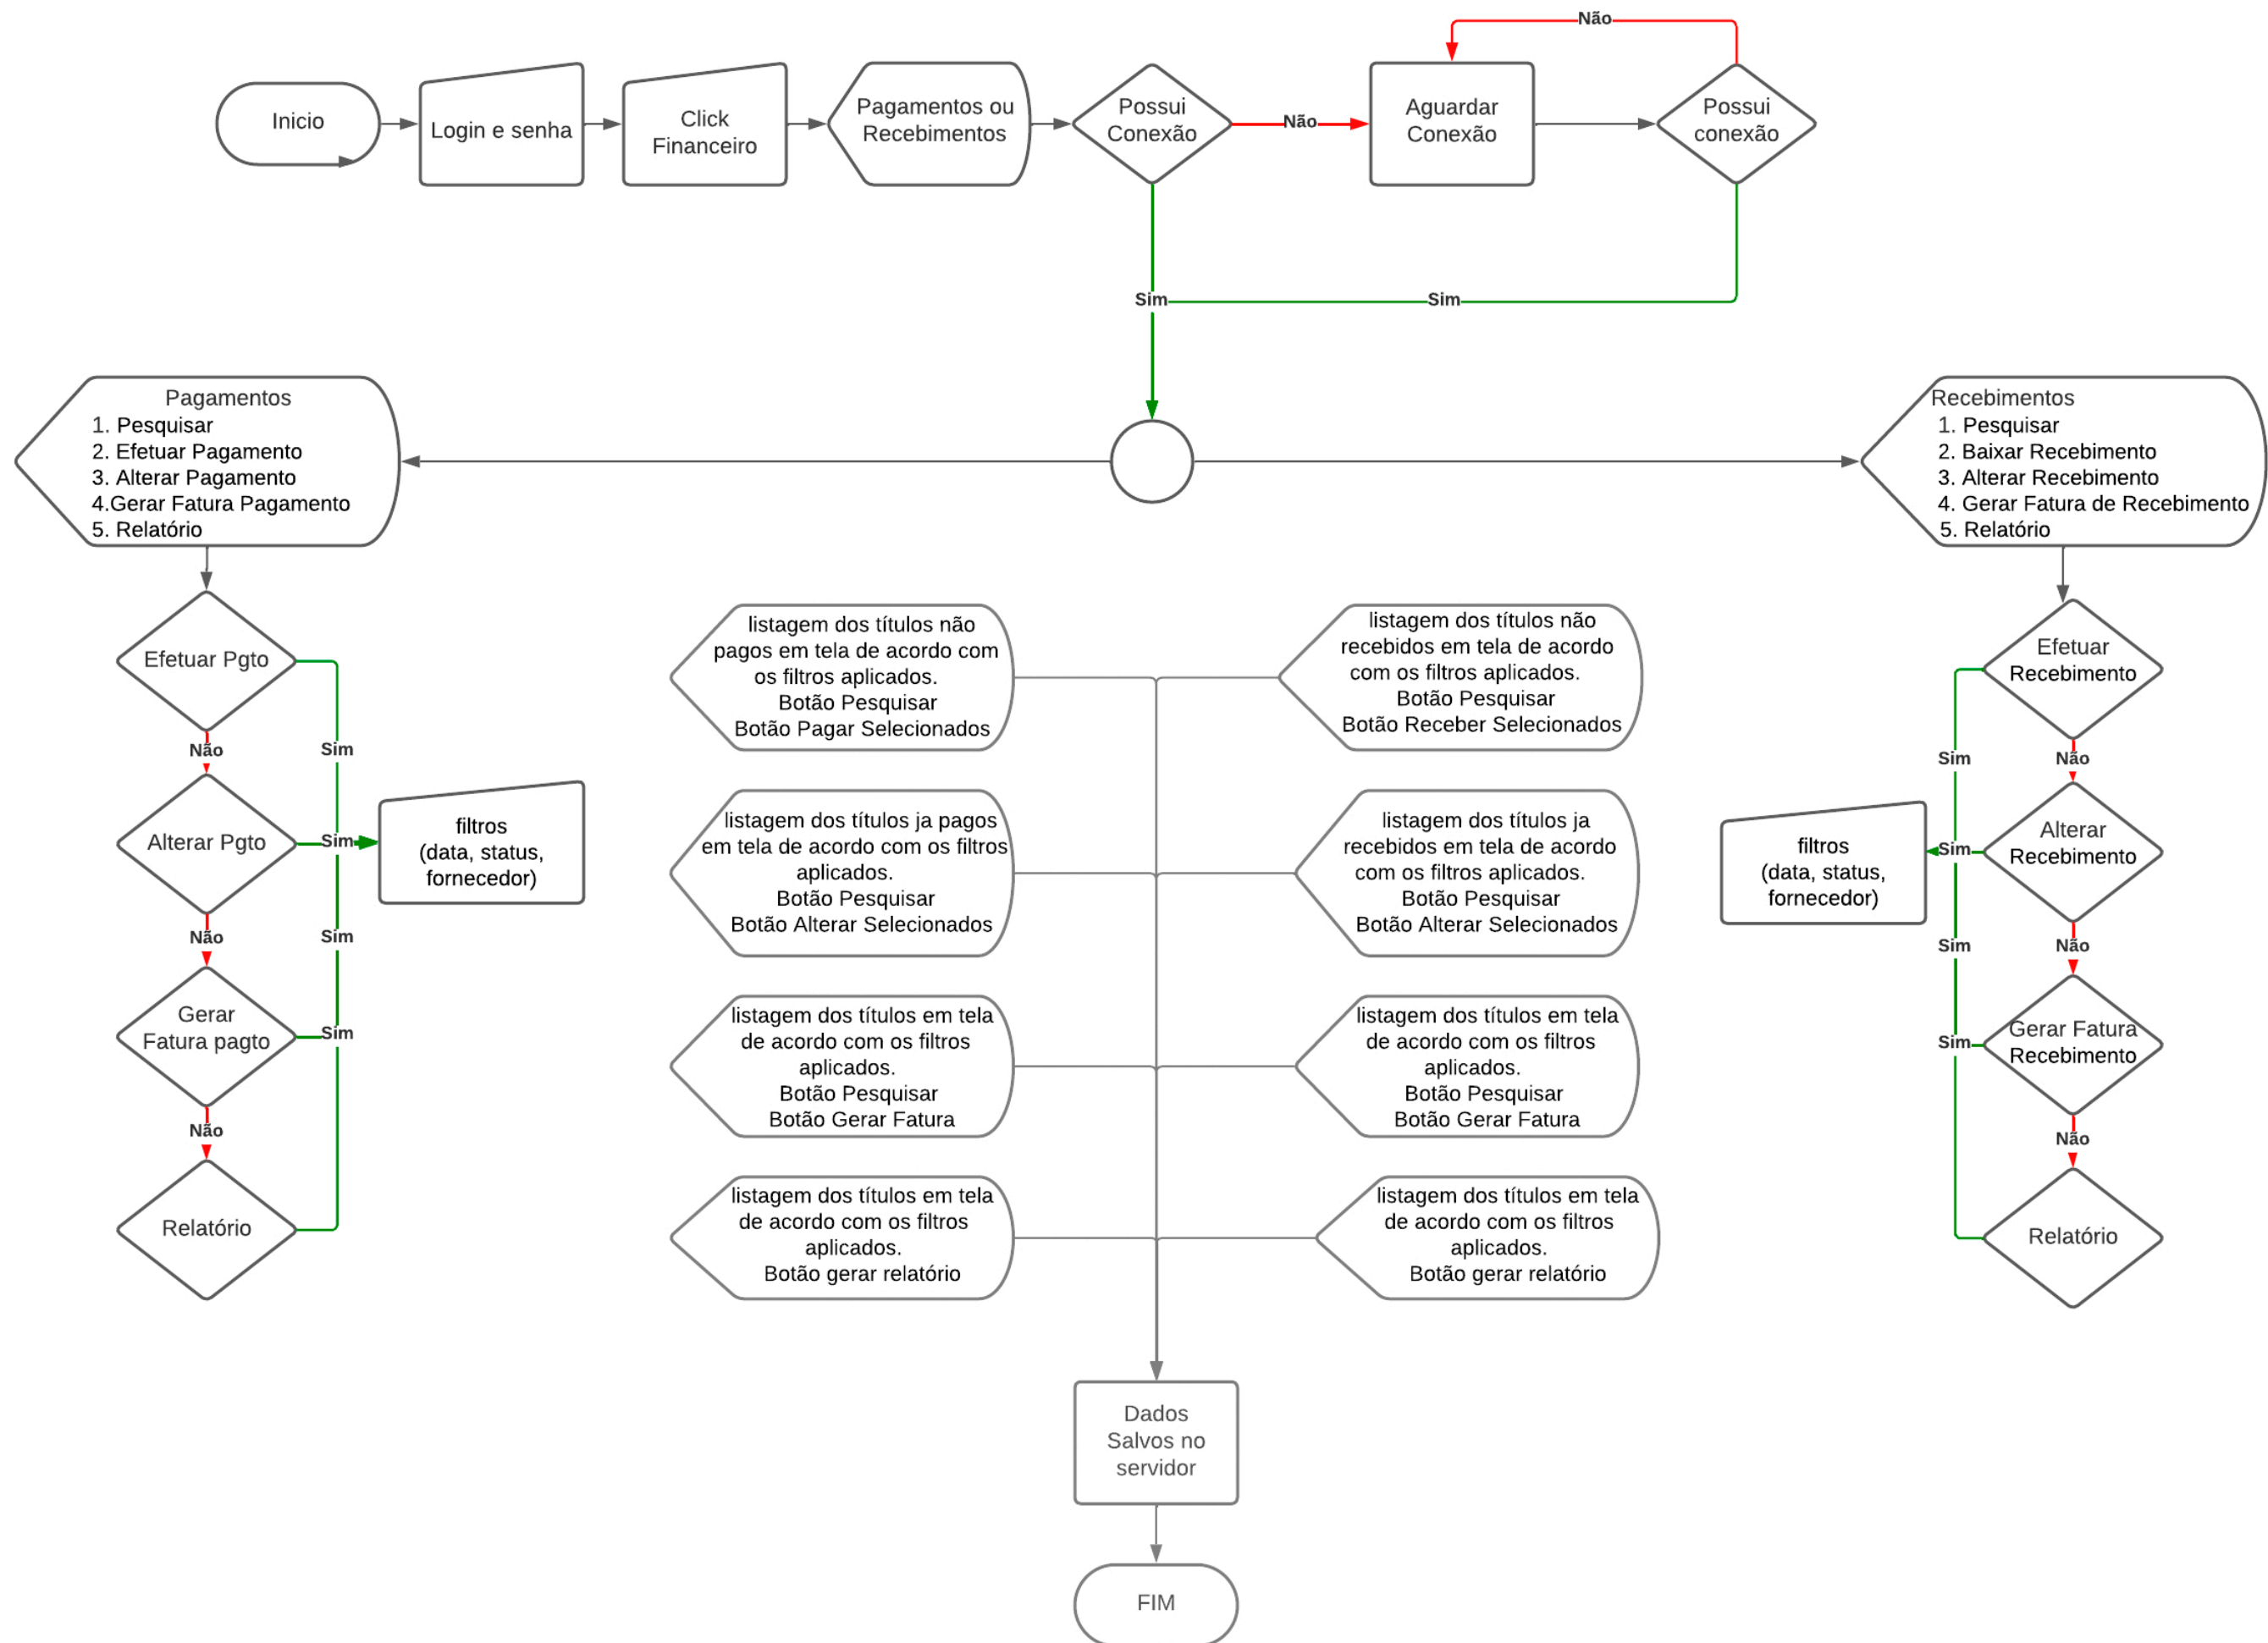 Não
Inicio
Login e senha
Click
Financeiro
Pagamentos ou
Recebimentos
Possui
Conexão
Não
Aguardar
Conexão
Possui
conexão
Sim
Sim
Pagamentos
1. Pesquisar
2. Efetuar Pagamento
3. Alterar Pagamento
4.Gerar Fatura Pagamento
5. Relatório
Recebimentos
1. Pesquisar
2. Baixar Recebimento
3. Alterar Recebimento
4. Gerar Fatura de Recebimento
5. Relatório
Efetuar Pgto
Não
Sim
Alterar Pgto
Sim
filtros
(data, status,
fornecedor)
Não
Sim
Gerar
Fatura pagto
Sim
Não
Relatório
listagem dos títulos não
pagos em tela de acordo com
os filtros aplicados.
Botão Pesquisar
Botão Pagar Selecionados
listagem dos títulos ja pagos
em tela de acordo com os filtros
aplicados.
Botão Pesquisar
Botão Alterar Selecionados
listagem dos títulos em tela
de acordo com os filtros
aplicados.
Botão Pesquisar
Botão Gerar Fatura
listagem dos títulos em tela
de acordo com os filtros
aplicados.
Botão gerar relatório
listagem dos títulos não
recebidos em tela de acordo
com os filtros aplicados.
Botão Pesquisar
Botão Receber Selecionados
listagem dos títulos ja
recebidos em tela de acordo
com os filtros aplicados.
Botão Pesquisar
Botão Alterar Selecionados
listagem dos títulos em tela
de acordo com os filtros
aplicados.
Botão Pesquisar
Botão Gerar Fatura
listagem dos títulos em tela
de acordo com os filtros
aplicados.
Botão gerar relatório
Efetuar
Recebimento
Sim
Não
filtros
(data, status,
fornecedor)
Sim
Alterar
Recebimento
Sim
Não
Sim
Gerar Fatura
Recebimento
Não
Relatório
Dados
Salvos no
servidor
FIM